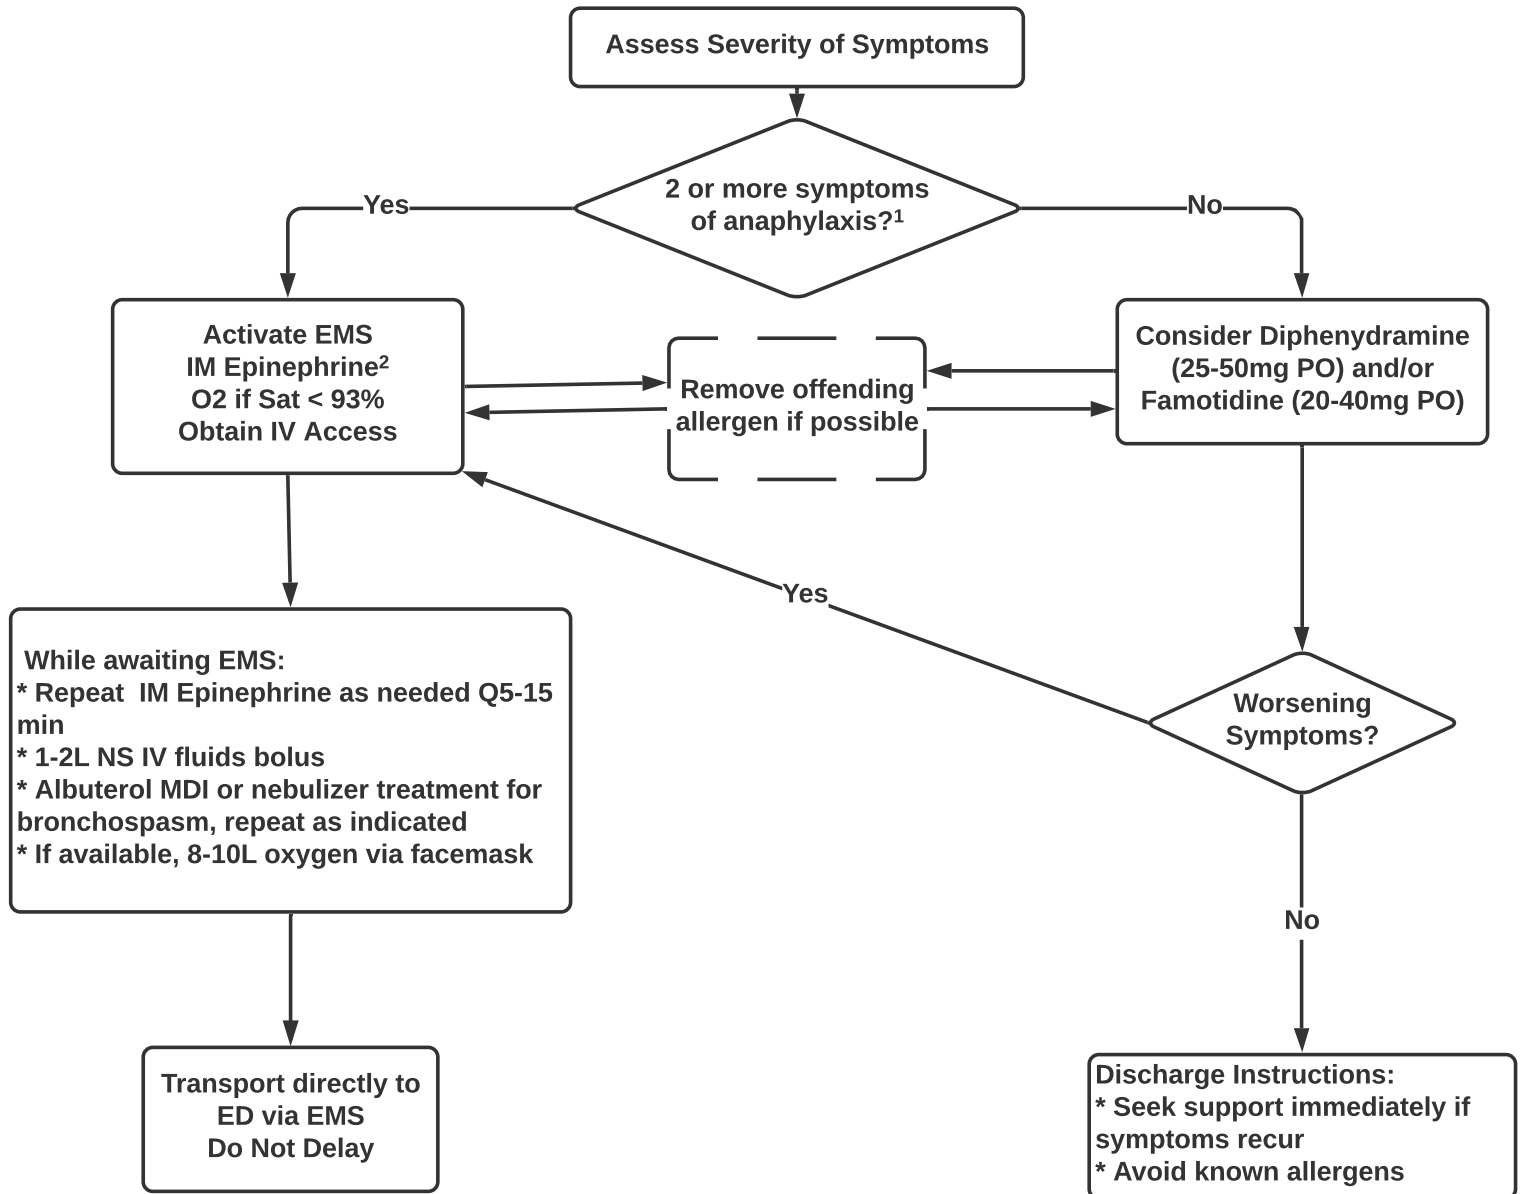 Assess Severity of Symptoms
2 or more symptoms
of anaphylaxis?¹
Yes
No
Activate EMS
IM Epinephrine²
O2 if Sat < 93%
Obtain IV Access
Remove offending
allergen if possible
Consider Diphenydramine
(25-50mg PO) and/or
Famotidine (20-40mg PO)
Yes
While awaiting EMS:
* Repeat  IM Epinephrine as needed Q5-15
min
* 1-2L NS IV fluids bolus
* Albuterol MDI or nebulizer treatment for
bronchospasm, repeat as indicated
* If available, 8-10L oxygen via facemask
Worsening
Symptoms?
No
Transport directly to
ED via EMS
Do Not Delay
Discharge Instructions:
* Seek support immediately if
symptoms recur
* Avoid known allergens